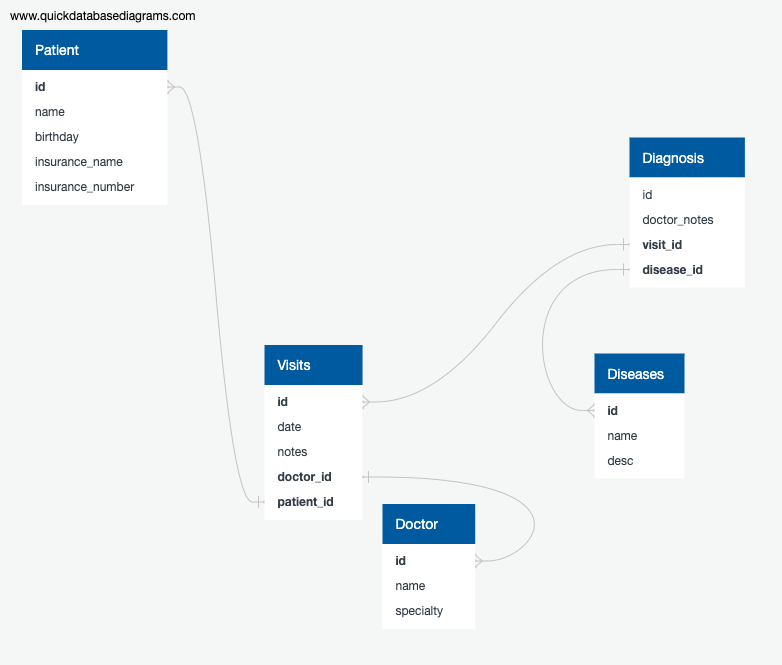 www.quickdatabasediagrams.com
Patient
id
name
birthday
insurance_name
insurance_number
Diagnosis
id
doctor_notes
visit_id
disease_id
Visits
id
date
notes
doctor_id
patient_id
Diseases
id
name
desc
Doctor
id
name
specialty